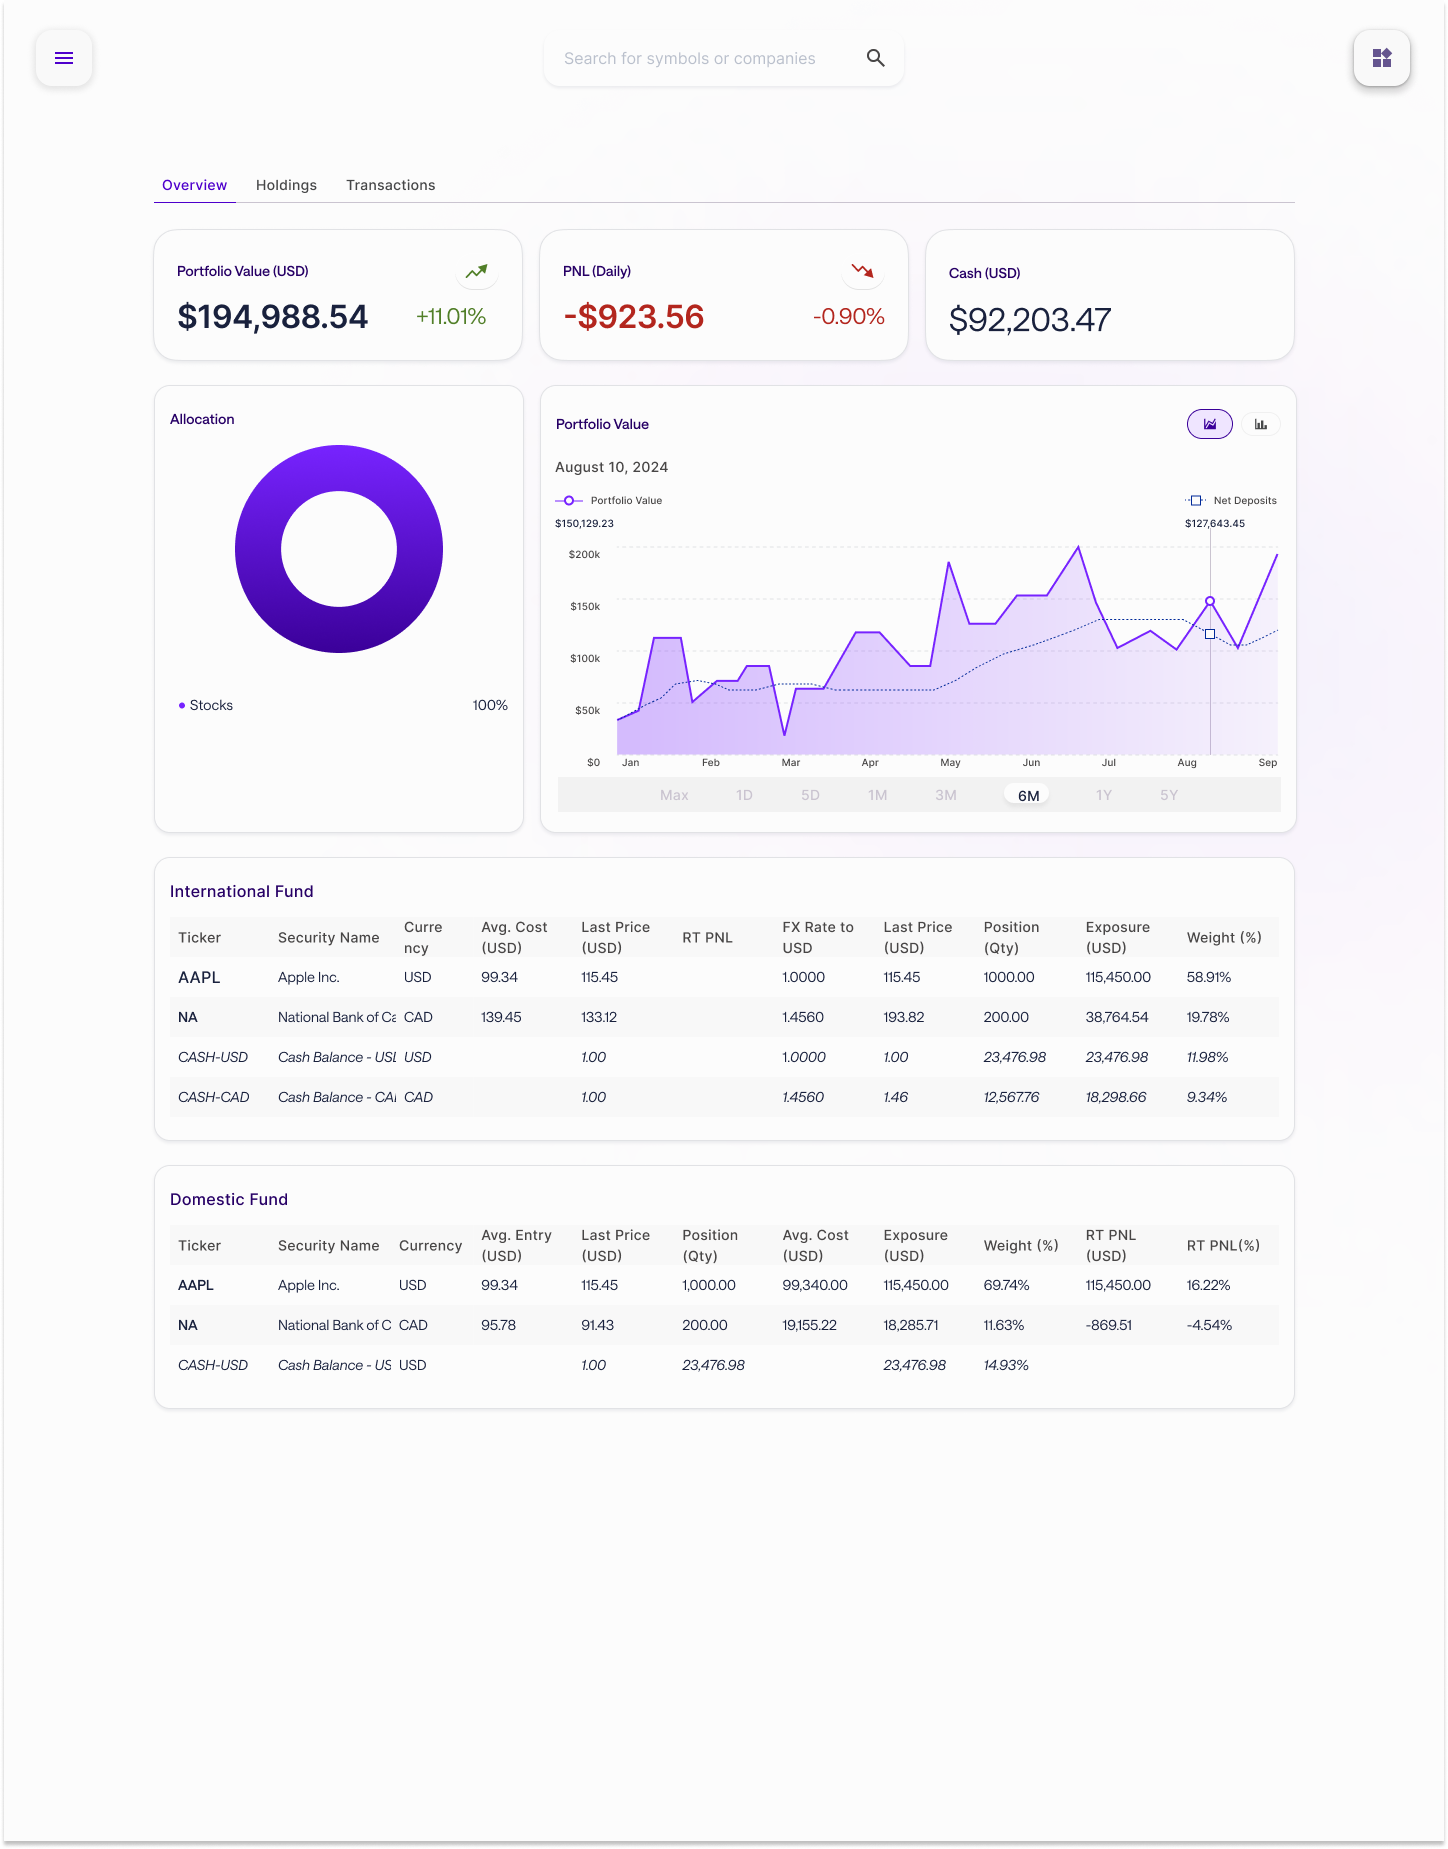 Search for symbols or companies
Overview Holdings Transactions
Portfolio Value (USD)
$194,988.54 +11.01%
PNL (Daily)
-$923.56 -0.90%
Cash (USD)
$92,203.47
Allocation
Stocks 100%
Portfolio Value
August 10, 2024
Portfolio Value Net Deposits
$150,129.23 $127,643.45
$200k
$150k
$100k
$50k
$0 Jan Feb Mar Apr May Jun Jul Aug Sep
Max 1D 5D 1M 3M 6M 1Y 5Y
International Fund
Ticker Security Name Curre ncy Avg. Cost (USD) Last Price (USD) RT PNL FX Rate to USD Last Price (USD) Position (Qty) Exposure (USD) Weight (%)
AAPL Apple Inc. USD 99.34 115.45 1.0000 115.45 1000.00 115,450.00 58.91%
NA National Bank of Ca CAD 139.45 133.12 1.4560 193.82 200.00 38,764.54 19.78%
CASH-USD Cash Balance - USD USD 1.00 1.0000 1.00 23,476.98 23,476.98 11.98%
CASH-CAD Cash Balance - CAD CAD 1.00 1.4560 1.46 12,567.76 18,298.66 9.34%
Domestic Fund
Ticker Security Name Currency Avg. Entry (USD) Last Price (USD) Position (Qty) Avg. Cost (USD) Exposure (USD) Weight (%) RT PNL (USD) RT PNL(%)
AAPL Apple Inc. USD 99.34 115.45 1,000.00 99,340.00 115,450.00 69.74% 115,450.00 16.22%
NA National Bank of C CAD 95.78 91.43 200.00 19,155.22 18,285.71 11.63% -869.51 -4.54%
CASH-USD Cash Balance - US USD 1.00 23,476.98 23,476.98 14.93%